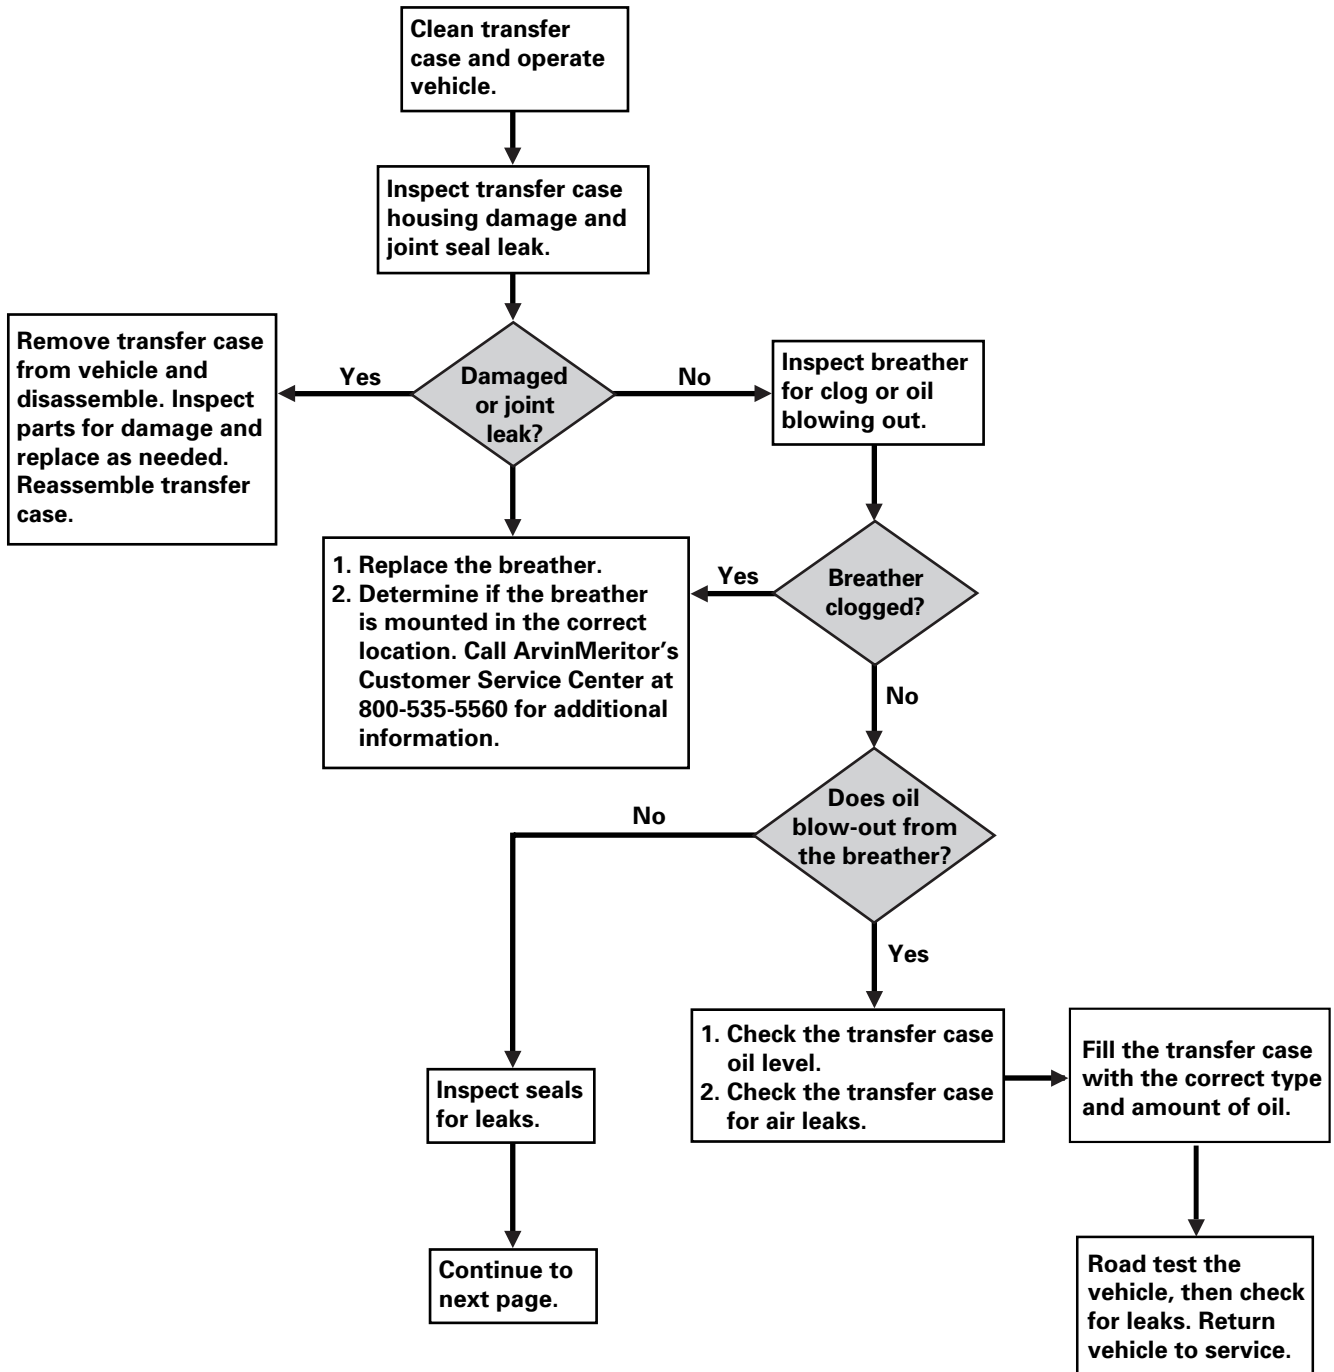 Clean transfer
case and operate
vehicle.
Inspect transfer case
housing damage and
joint seal leak.
Remove transfer case
from vehicle and
disassemble. Inspect
parts for damage and
replace as needed.
Reassemble transfer
case.
Yes
Damaged
or joint
leak?
No
Inspect breather
for clog or oil
blowing out.
1. Replace the breather.
2. Determine if the breather
is mounted in the correct
location. Call ArvinMeritor's
Customer Service Center at
800-535-5560 for additional
information.
Yes
Breather
clogged?
No
Does oil
blow-out from
the breather?
No
Yes
Inspect seals
for leaks.
1. Check the transfer case
oil level.
2. Check the transfer case
for air leaks.
Fill the transfer case
with the correct type
and amount of oil.
Continue to
next page.
Road test the
vehicle, then check
for leaks. Return
vehicle to service.